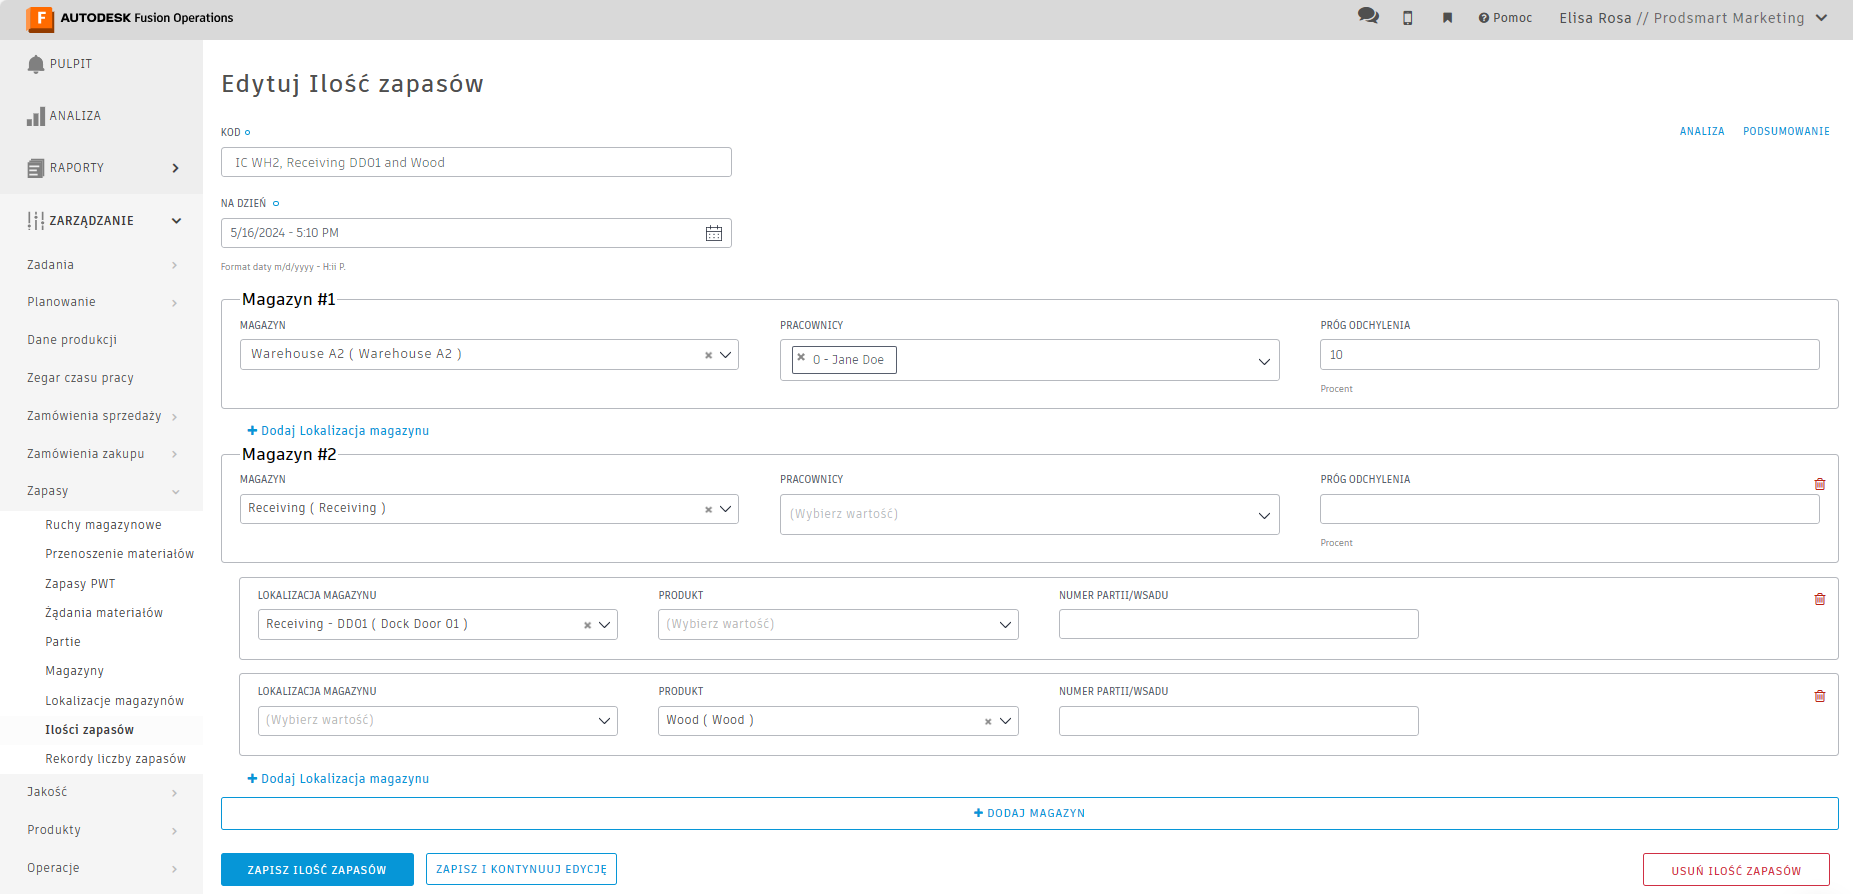 AUTODESK Fusion Operations
Pomoc
Elisa Rosa // Prodsmart Marketing
PULPIT
ANALIZA
RAPORTY
ZARZĄDZANIE
Zadania
Planowanie
Dane produkcji
Zegar czasu pracy
Zamówienia sprzedaży
Zamówienia zakupu
Zapasy
Ruchy magazynowe
Przenoszenie materiałów
Zapasy PWT
Żądania materiałów
Partie
Magazyny
Lokalizacje magazynów
Ilości zapasów
Rekordy liczby zapasów
Jakość
Produkty
Operacje
Edytuj Ilość zapasów
KOD
ANALIZA PODSUMOWANIE
IC WH2, Receiving DD01 and Wood
NA DZIEŃ
5/16/2024 - 5:10 PM
Format daty m/d/yyyy - H:ii P.
Magazyn #1
MAGAZYN PRACOWNICY PRÓG ODCHYLENIA
Warehouse A2 ( Warehouse A2 ) 0 - Jane Doe 10
Procent
+ Dodaj Lokalizacja magazynu
Magazyn #2
MAGAZYN PRACOWNICY PRÓG ODCHYLENIA
Receiving ( Receiving ) (Wybierz wartość)
Procent
LOKALIZACJA MAGAZYNU PRODUKT NUMER PARTII/WSADU
Receiving - DD01 ( Dock Door 01 ) (Wybierz wartość)
LOKALIZACJA MAGAZYNU PRODUKT NUMER PARTII/WSADU
(Wybierz wartość) Wood ( Wood )
+ Dodaj Lokalizacja magazynu
+ DODAJ MAGAZYN
ZAPISZ ILOŚĆ ZAPASÓW ZAPISZ I KONTYNUUJ EDYCJĘ USUŃ ILOŚĆ ZAPASÓW